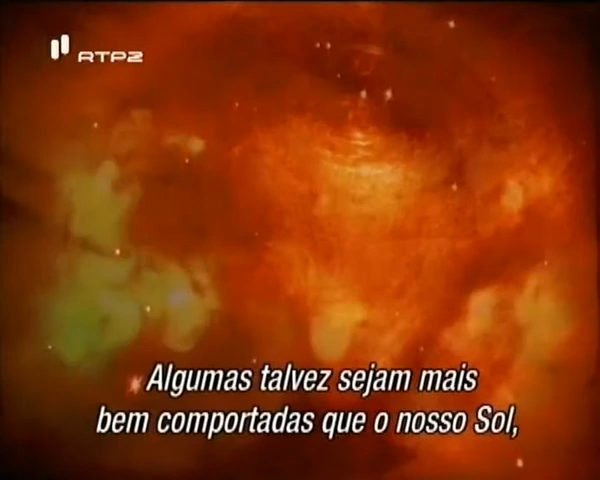 RTP2
Algumas talvez sejam mais
bem comportadas que o nosso Sol,